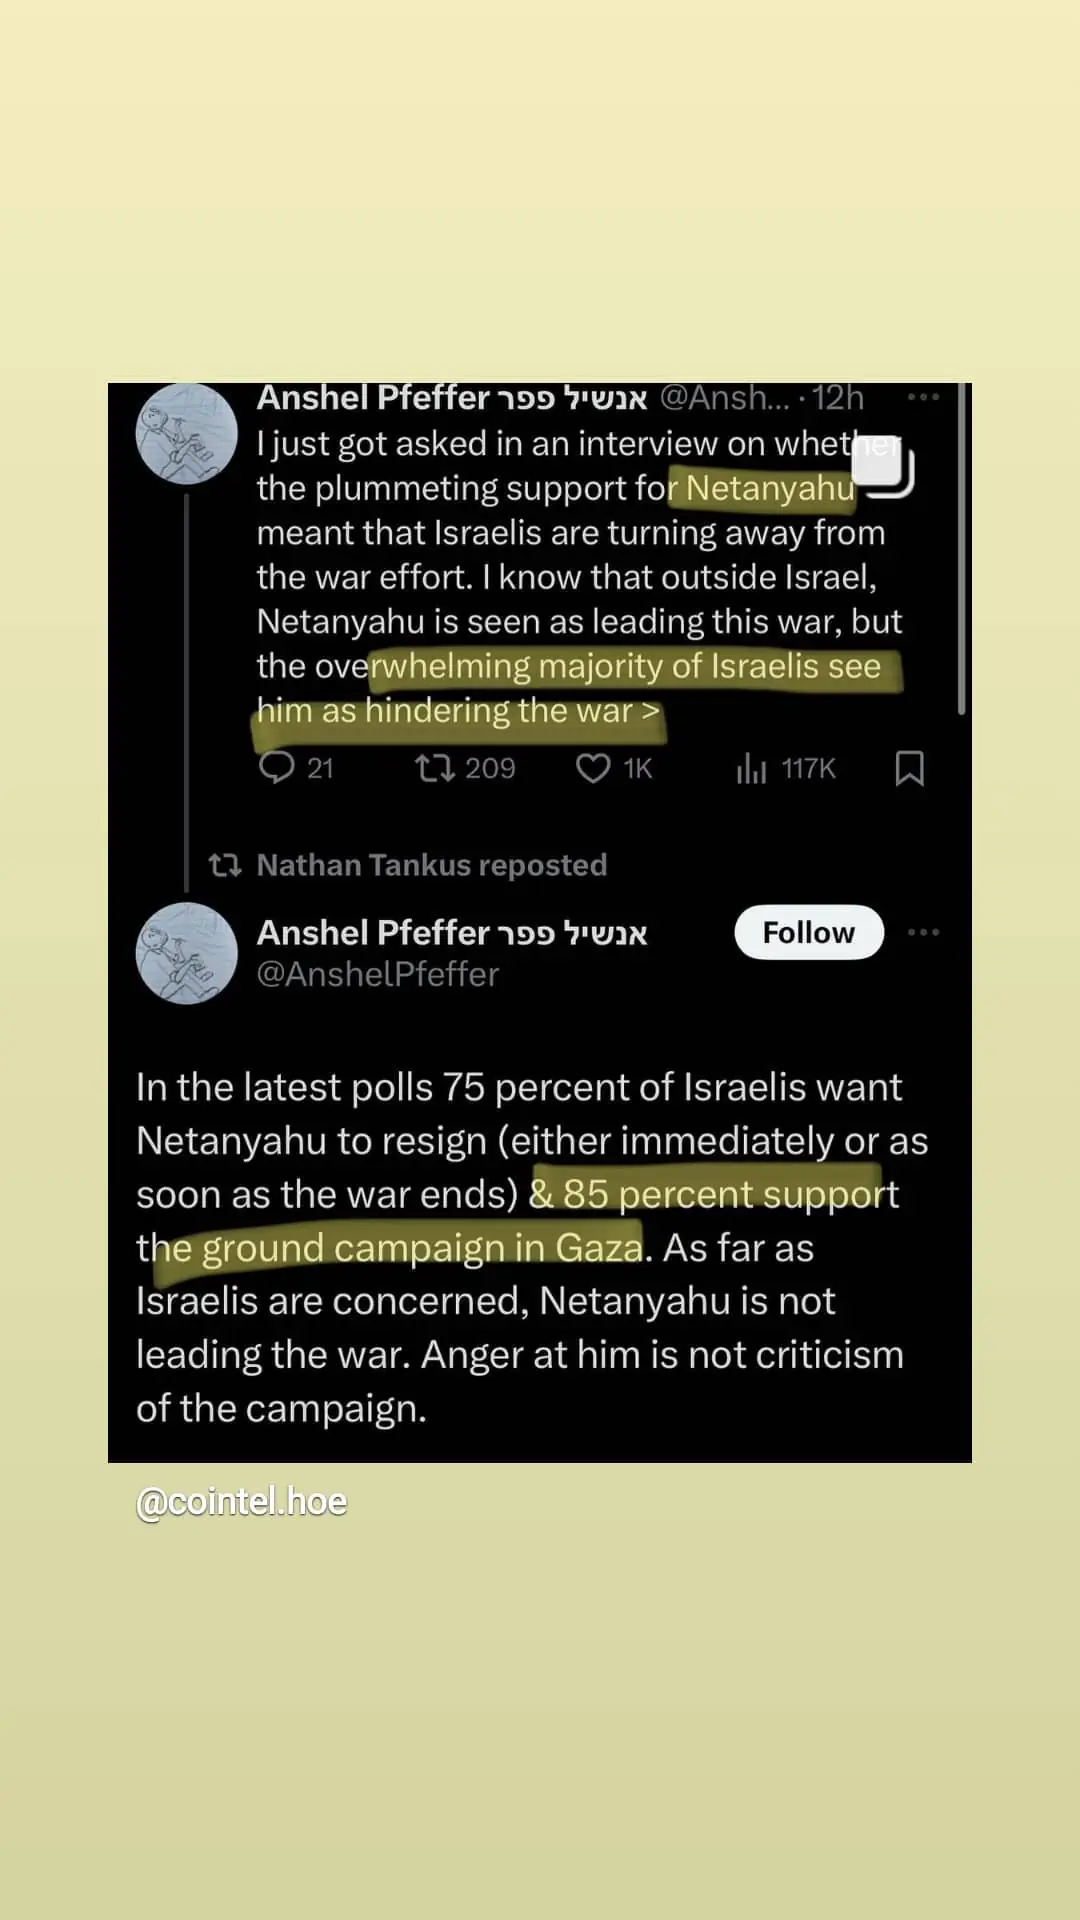 Anshel Pfeffer אנשיל פפר @Ansh... · 12h
I just got asked in an interview on whether
the plummeting support for Netanyahu
meant that Israelis are turning away from
the war effort. I know that outside Israel,
Netanyahu is seen as leading this war, but
the overwhelming majority of Israelis see
him as hindering the war >
21 209 1K 117K
Nathan Tankus reposted
Anshel Pfeffer אנשיל פפר
Follow
@AnshelPfeffer
In the latest polls 75 percent of Israelis want
Netanyahu to resign (either immediately or as
soon as the war ends) & 85 percent support
the ground campaign in Gaza. As far as
Israelis are concerned, Netanyahu is not
leading the war. Anger at him is not criticism
of the campaign.
@cointel.hoe